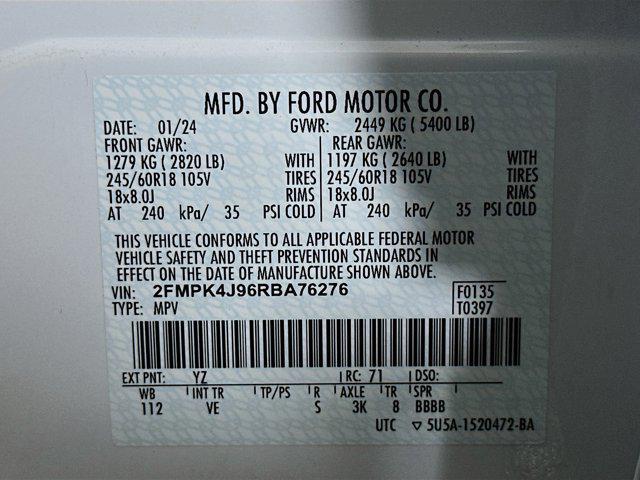 MFD. BY FORD MOTOR CO.
DATE: 01/24 GVWR: 2449 KG ( 5400 LB)
FRONT GAWR: REAR GAWR:
1279 KG ( 2820 LB) WITH 1197 KG ( 2640 LB) WITH
245/60R18 105V TIRES 245/60R18 105V TIRES
18x8.0J RIMS 18x8.0J RIMS
AT 240 kPa/ 35 PSI COLD AT 240 kPa/ 35 PSI COLD
THIS VEHICLE CONFORMS TO ALL APPLICABLE FEDERAL MOTOR
VEHICLE SAFETY AND THEFT PREVENTION STANDARDS IN
EFFECT ON THE DATE OF MANUFACTURE SHOWN ABOVE.
VIN: 2FMPK4J96RBA76276 F0135
TYPE: MPV T0397
EXT PNT: YZ RC: 71 DSO:
WB INT TR TP/PS R AXLE TR SPR
112 VE S 3K 8 BBBB
UTC ▽ 5U5A-1520472-BA